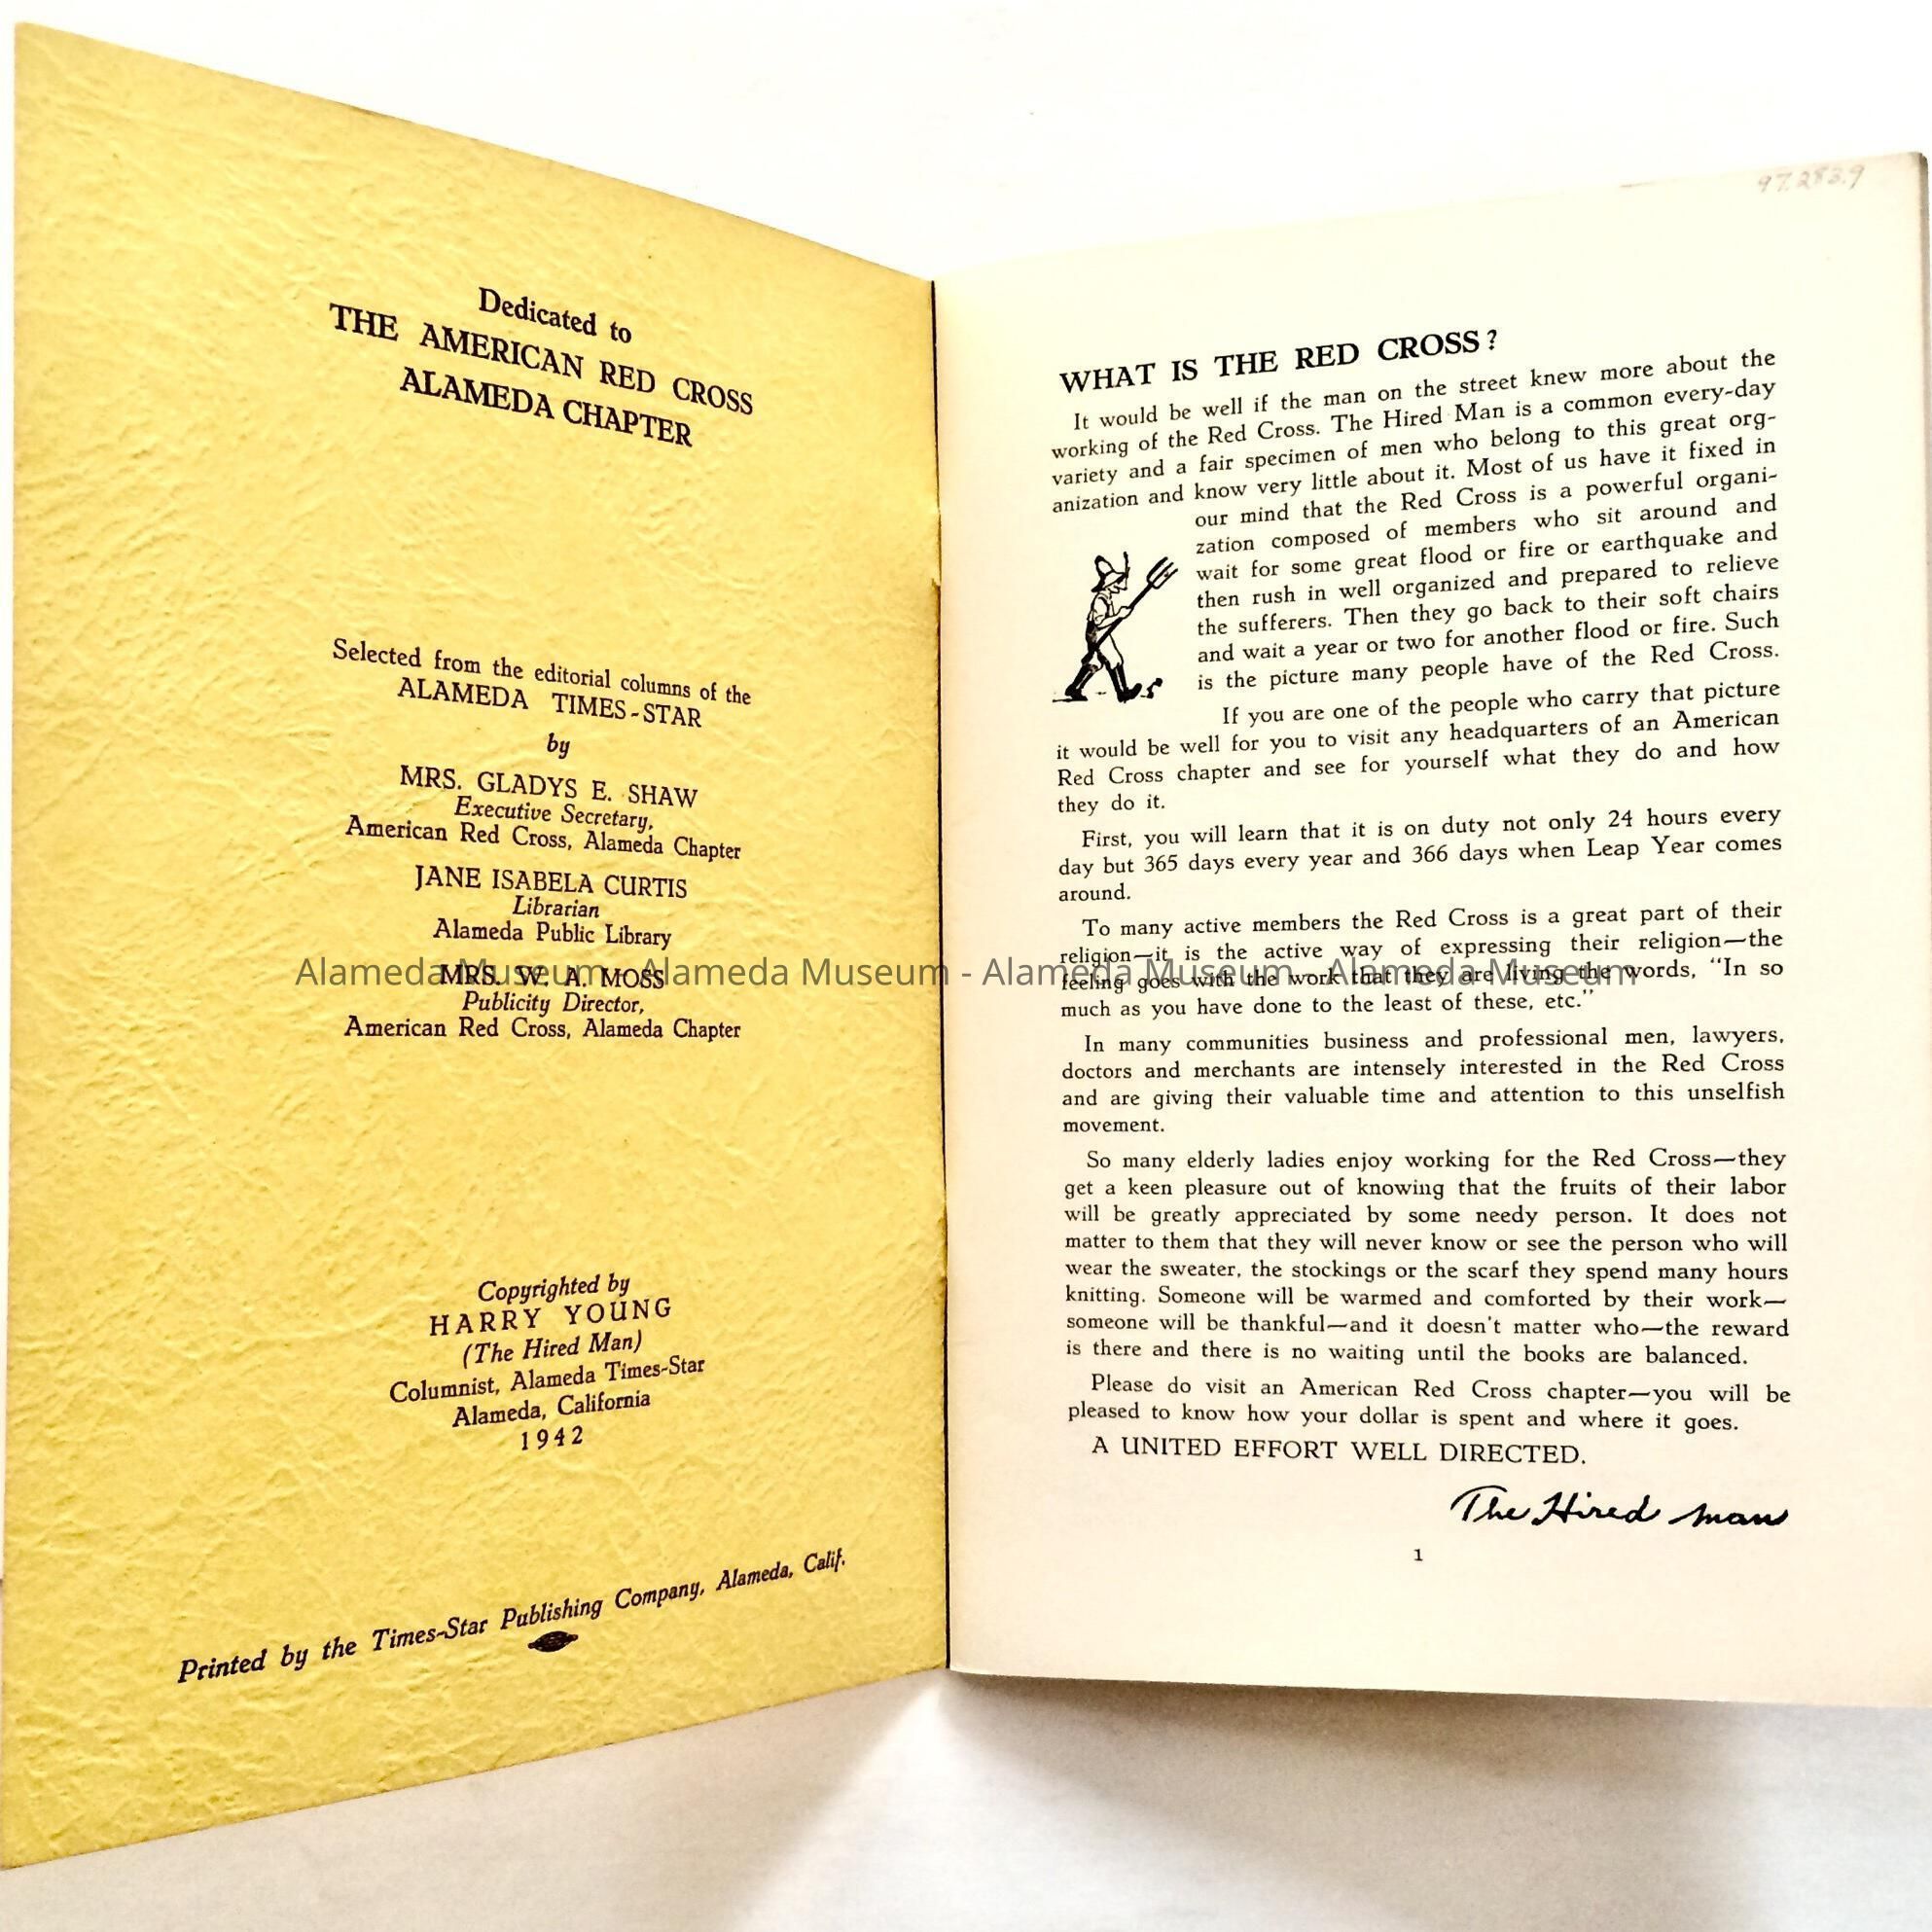 Dedicated to
THE AMERICAN RED CROSS
ALAMEDA CHAPTER
Selected from the editorial columns of the
ALAMEDA TIMES-STAR
by
MRS. GLADYS E. SHAW
Executive Secretary,
American Red Cross, Alameda Chapter
JANE ISABELA CURTIS
Librarian
Alameda Public Library
MRS. W. A. MOSS
Publicity Director,
American Red Cross, Alameda Chapter
Copyrighted by
HARRY YOUNG
(The Hired Man)
Columnist, Alameda Times-Star
Alameda, California
1942
Printed by the Times-Star Publishing Company, Alameda, Calif.
97.283.9
WHAT IS THE RED CROSS?
It would be well if the man on the street knew more about the
working of the Red Cross. The Hired Man is a common every-day
variety and a fair specimen of men who belong to this great org-
anization and know very little about it. Most of us have it fixed in
our mind that the Red Cross is a powerful organi-
zation composed of members who sit around and
wait for some great flood or fire or earthquake and
then rush in well organized and prepared to relieve
the sufferers. Then they go back to their soft chairs
and wait a year or two for another flood or fire. Such
is the picture many people have of the Red Cross.
If you are one of the people who carry that picture
it would be well for you to visit any headquarters of an American
Red Cross chapter and see for yourself what they do and how
they do it.
First, you will learn that it is on duty not only 24 hours every
day but 365 days every year and 366 days when Leap Year comes
around.
To many active members the Red Cross is a great part of their
religion—it is the active way of expressing their religion—the
feeling goes with the work that they are living the words, "In so
much as you have done to the least of these, etc."
In many communities business and professional men, lawyers,
doctors and merchants are intensely interested in the Red Cross
and are giving their valuable time and attention to this unselfish
movement.
So many elderly ladies enjoy working for the Red Cross—they
get a keen pleasure out of knowing that the fruits of their labor
will be greatly appreciated by some needy person. It does not
matter to them that they will never know or see the person who will
wear the sweater, the stockings or the scarf they spend many hours
knitting. Someone will be warmed and comforted by their work—
someone will be thankful—and it doesn't matter who—the reward
is there and there is no waiting until the books are balanced.
Please do visit an American Red Cross chapter—you will be
pleased to know how your dollar is spent and where it goes.
A UNITED EFFORT WELL DIRECTED.
The Hired Man
1
Alameda Museum - Alameda Museum - Alameda Museum - Alameda Museum